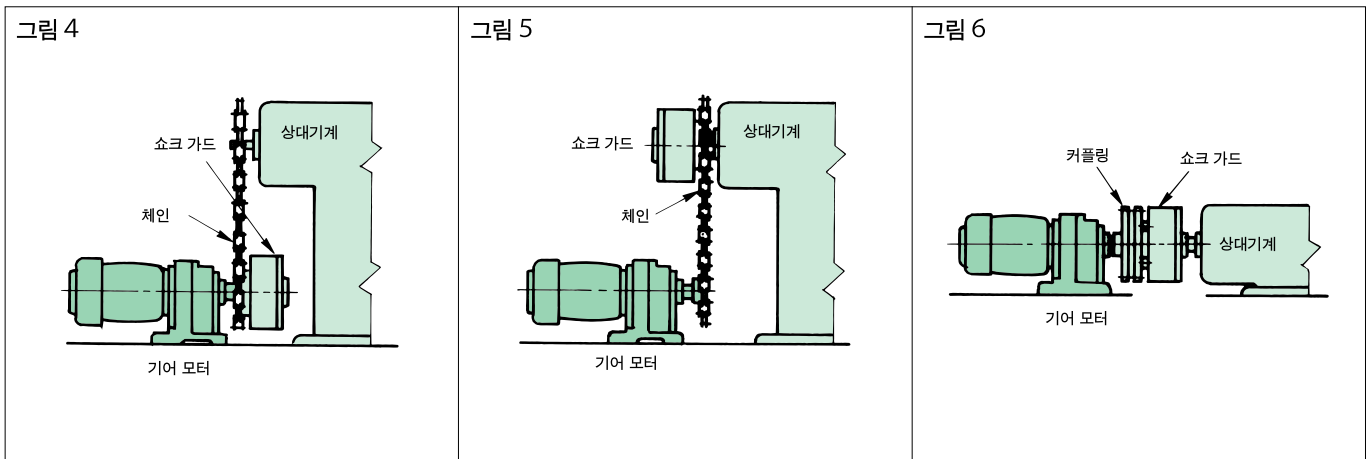 그림 4
쇼크 가드
상대기계
체인
기어 모터
그림 5
쇼크 가드
상대기계
체인
기어 모터
그림 6
커플링
쇼크 가드
상대기계
기어 모터